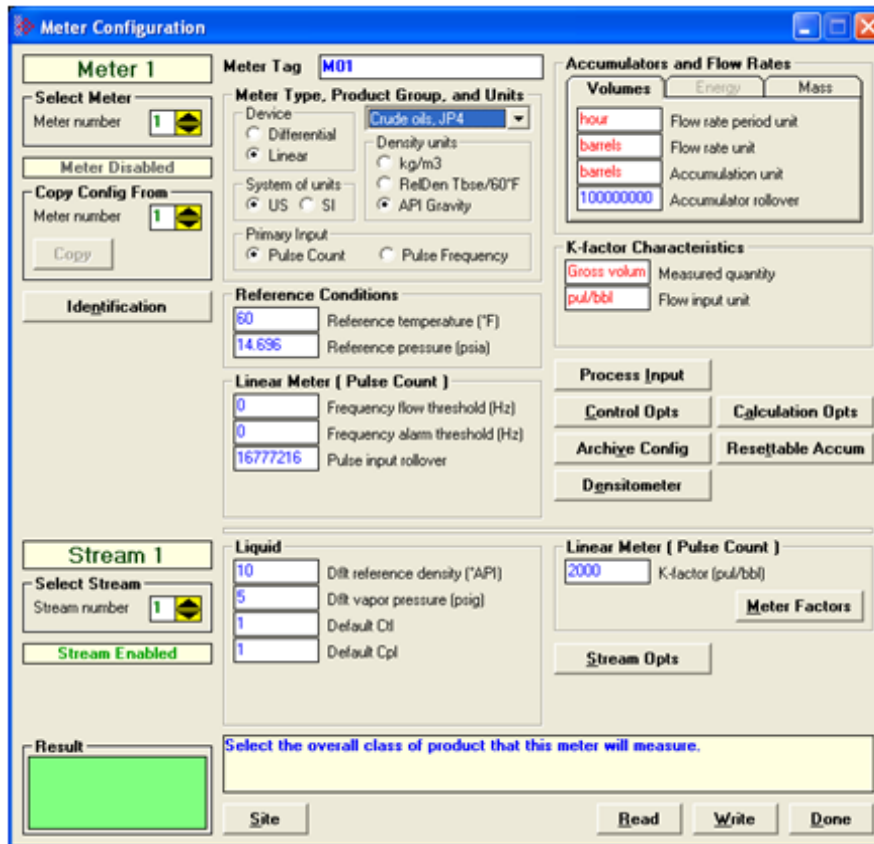 Meter Configuration
Meter 1
Select Meter
Meter number 1
Meter Disabled
Copy Config From
Meter number 1
Copy
Identification
Meter Tag M01
Meter Type, Product Group, and Units
Device
Differential
Linear
Crude oils, JP4
Density units
kg/m3
RelDen Tbse/60°F
API Gravity
System of units
US SI
Primary Input
Pulse Count Pulse Frequency
Reference Conditions
60 Reference temperature (°F)
14.696 Reference pressure (psia)
Linear Meter ( Pulse Count )
0 Frequency flow threshold (Hz)
0 Frequency alarm threshold (Hz)
16777216 Pulse input rollover
Accumulators and Flow Rates
Volumes Energy Mass
hour Flow rate period unit
barrels Flow rate unit
barrels Accumulation unit
100000000 Accumulator rollover
K-factor Characteristics
Gross volum Measured quantity
pul/bbl Flow input unit
Process Input
Control Opts Calculation Opts
Archive Config Resettable Accum
Densitometer
Stream 1
Select Stream
Stream number 1
Stream Enabled
Liquid
10 Dflt reference density (°API)
5 Dflt vapor pressure (psig)
1 Default Ctl
1 Default Cpl
Linear Meter ( Pulse Count )
2000 K-factor (pul/bbl)
Meter Factors
Stream Opts
Result
Select the overall class of product that this meter will measure.
Site Read Write Done